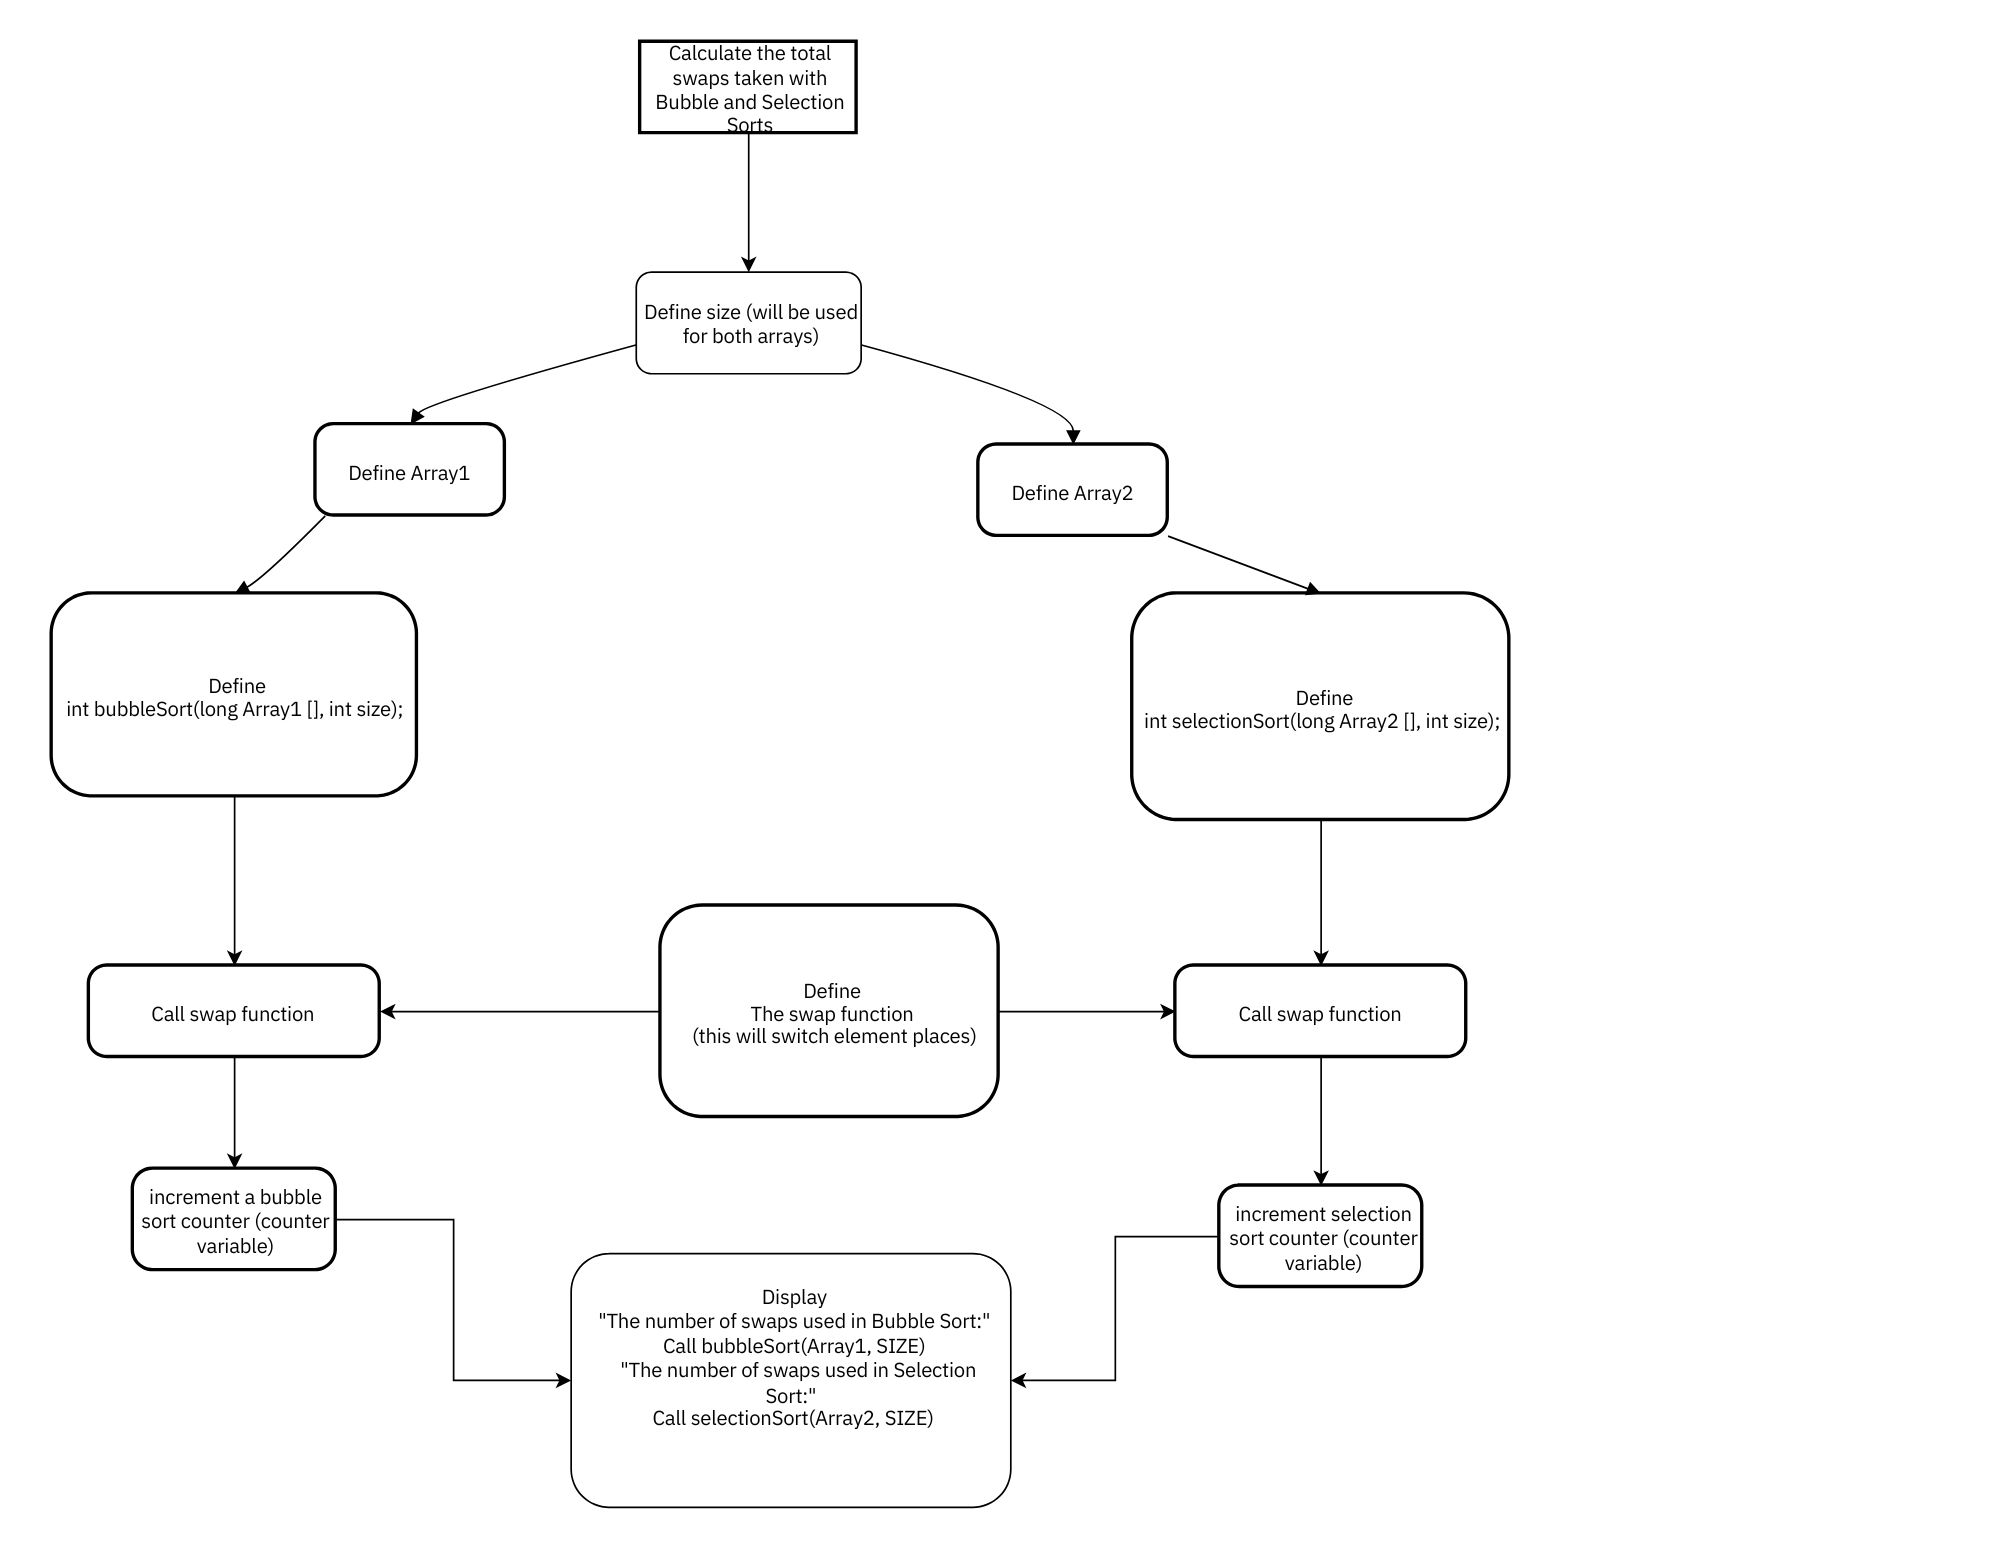 Calculate the total
swaps taken with
Bubble and Selection
Sorts
Define size (will be used
for both arrays)
Define Array1
Define Array2
Define
int bubbleSort(long Array1 [], int size);
Define
int selectionSort(long Array2 [], int size);
Call swap function
Define
The swap function
(this will switch element places)
Call swap function
increment a bubble
sort counter (counter
variable)
increment selection
sort counter (counter
variable)
Display
"The number of swaps used in Bubble Sort:"
Call bubbleSort(Array1, SIZE)
"The number of swaps used in Selection
Sort:"
Call selectionSort(Array2, SIZE)